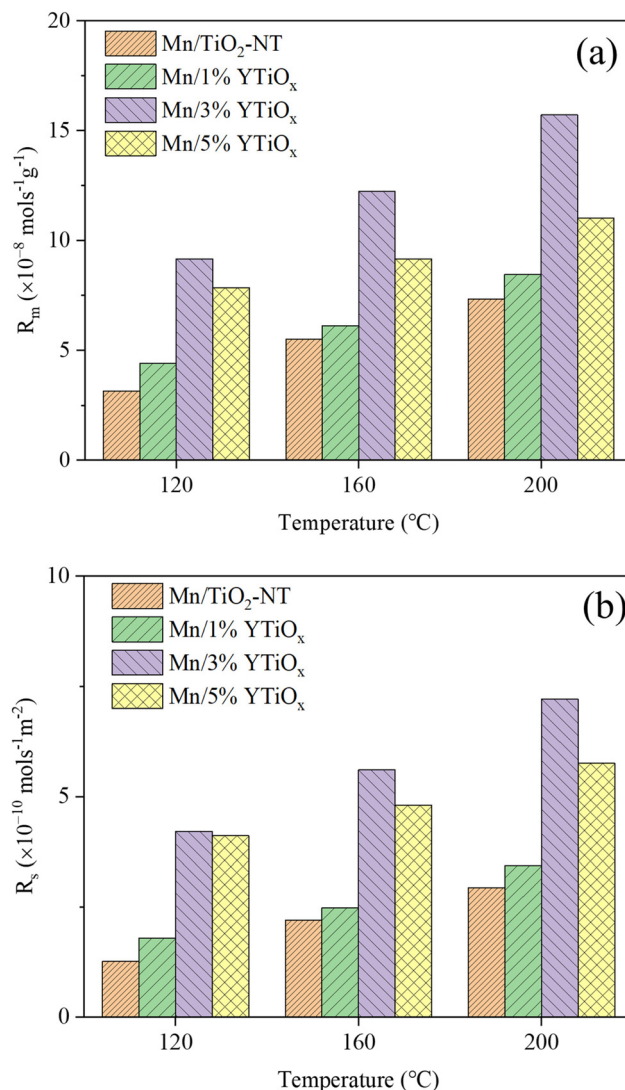 20
15
10
5
0
R_m (×10⁻⁸ mols⁻¹g⁻¹)
Mn/TiO₂-NT
Mn/1% YTiOₓ
Mn/3% YTiOₓ
Mn/5% YTiOₓ
(a)
120 160 200
Temperature (°C)
10
5
0
R_s (×10⁻¹⁰ mols⁻¹m⁻²)
Mn/TiO₂-NT
Mn/1% YTiOₓ
Mn/3% YTiOₓ
Mn/5% YTiOₓ
(b)
120 160 200
Temperature (°C)